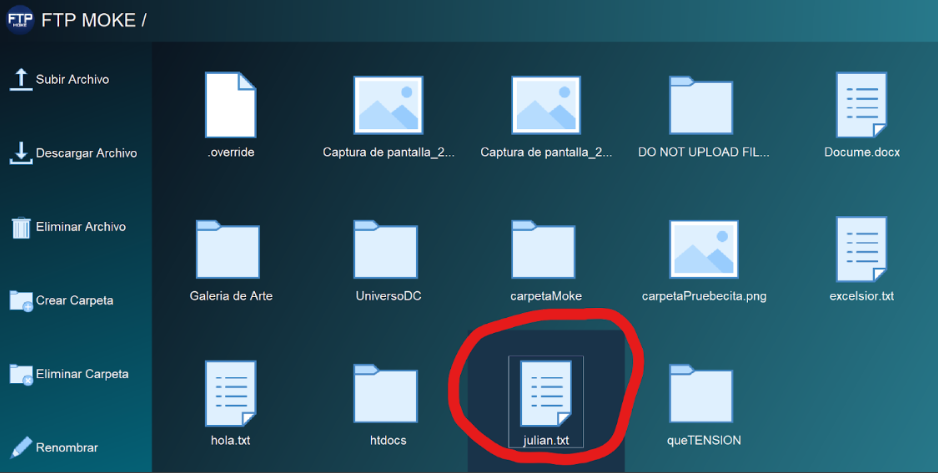 FTP
MOKE
FTP MOKE /
Subir Archivo
Descargar Archivo
Eliminar Archivo
Crear Carpeta
Eliminar Carpeta
Renombrar
.override
Captura de pantalla_2...
Captura de pantalla_2...
DO NOT UPLOAD FIL...
Docume.docx
Galeria de Arte
UniversoDC
carpetaMoke
carpetaPruebecita.png
excelsior.txt
hola.txt
htdocs
julian.txt
queTENSION